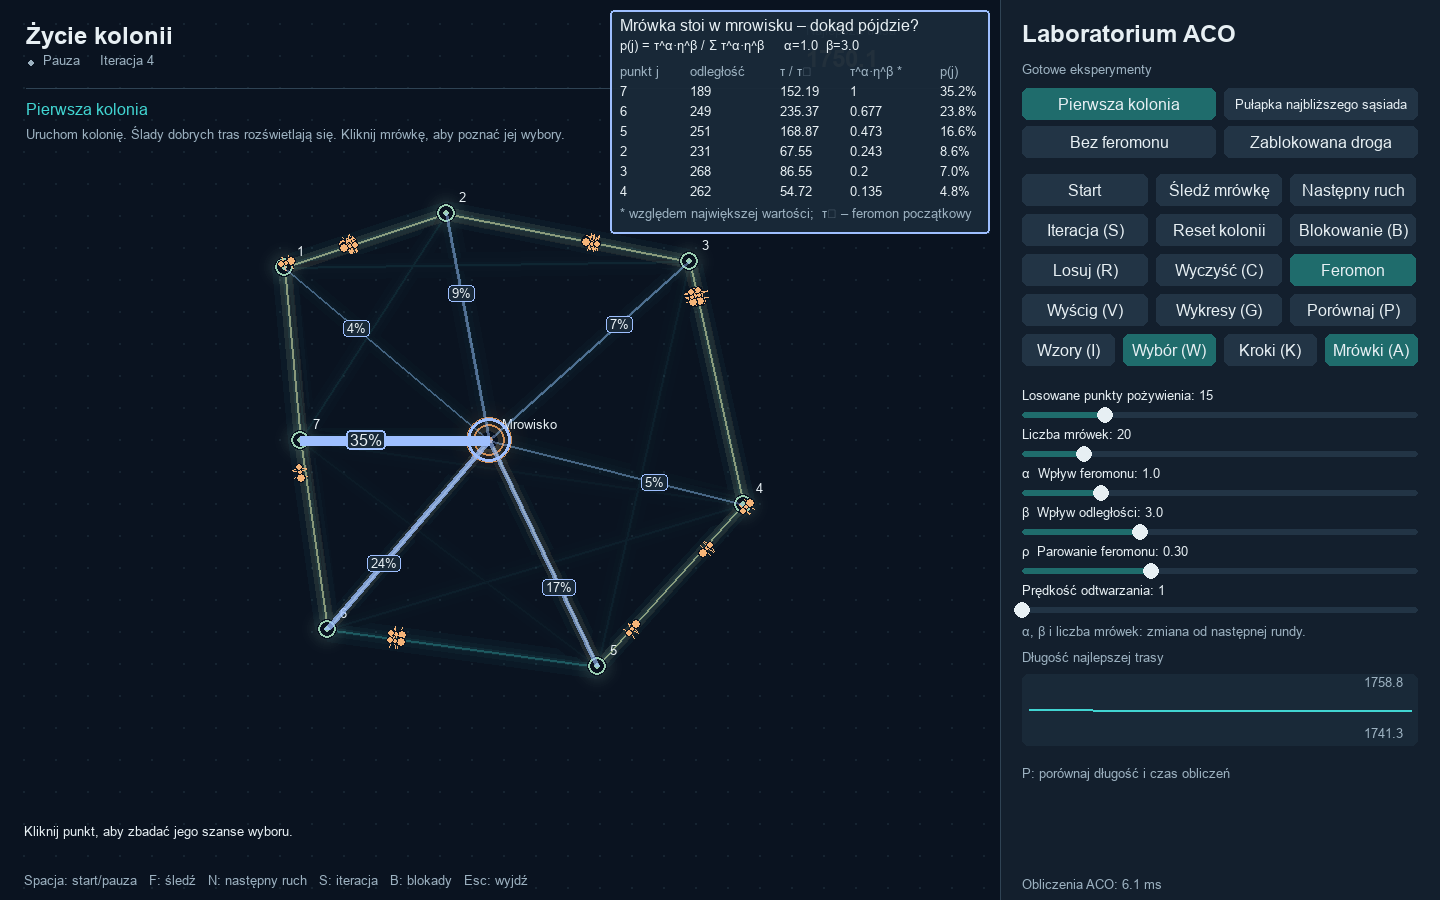 Życie kolonii
Pauza Iteracja 4
Pierwsza kolonia
Uruchom kolonię. Ślady dobrych tras rozświetlają się. Kliknij mrówkę, aby poznać jej wybory.
Mrówka stoi w mrowisku – dokąd pójdzie?
p(j) = τ^α·η^β / Σ τ^α·η^β α=1.0 β=3.0
punkt j odległość τ / τ□ τ^α·η^β * p(j)
7 189 152.19 1 35.2%
6 249 235.37 0.677 23.8%
5 251 168.87 0.473 16.6%
2 231 67.55 0.243 8.6%
3 268 86.55 0.2 7.0%
4 262 54.72 0.135 4.8%
* względem największej wartości; τ□ – feromon początkowy
2
1
3
9%
4%
7%
7
Mrowisko
35%
5%
4
24%
17%
6
5
Kliknij punkt, aby zbadać jego szanse wyboru.
Spacja: start/pauza F: śledź N: następny ruch S: iteracja B: blokady Esc: wyjdź
Laboratorium ACO
Gotowe eksperymenty
Pierwsza kolonia Pułapka najbliższego sąsiada
Bez feromonu Zablokowana droga
Start Śledź mrówkę Następny ruch
Iteracja (S) Reset kolonii Blokowanie (B)
Losuj (R) Wyczyść (C) Feromon
Wyścig (V) Wykresy (G) Porównaj (P)
Wzory (I) Wybór (W) Kroki (K) Mrówki (A)
Losowane punkty pożywienia: 15
Liczba mrówek: 20
α Wpływ feromonu: 1.0
β Wpływ odległości: 3.0
ρ Parowanie feromonu: 0.30
Prędkość odtwarzania: 1
α, β i liczba mrówek: zmiana od następnej rundy.
Długość najlepszej trasy
1758.8
1741.3
P: porównaj długość i czas obliczeń
Obliczenia ACO: 6.1 ms